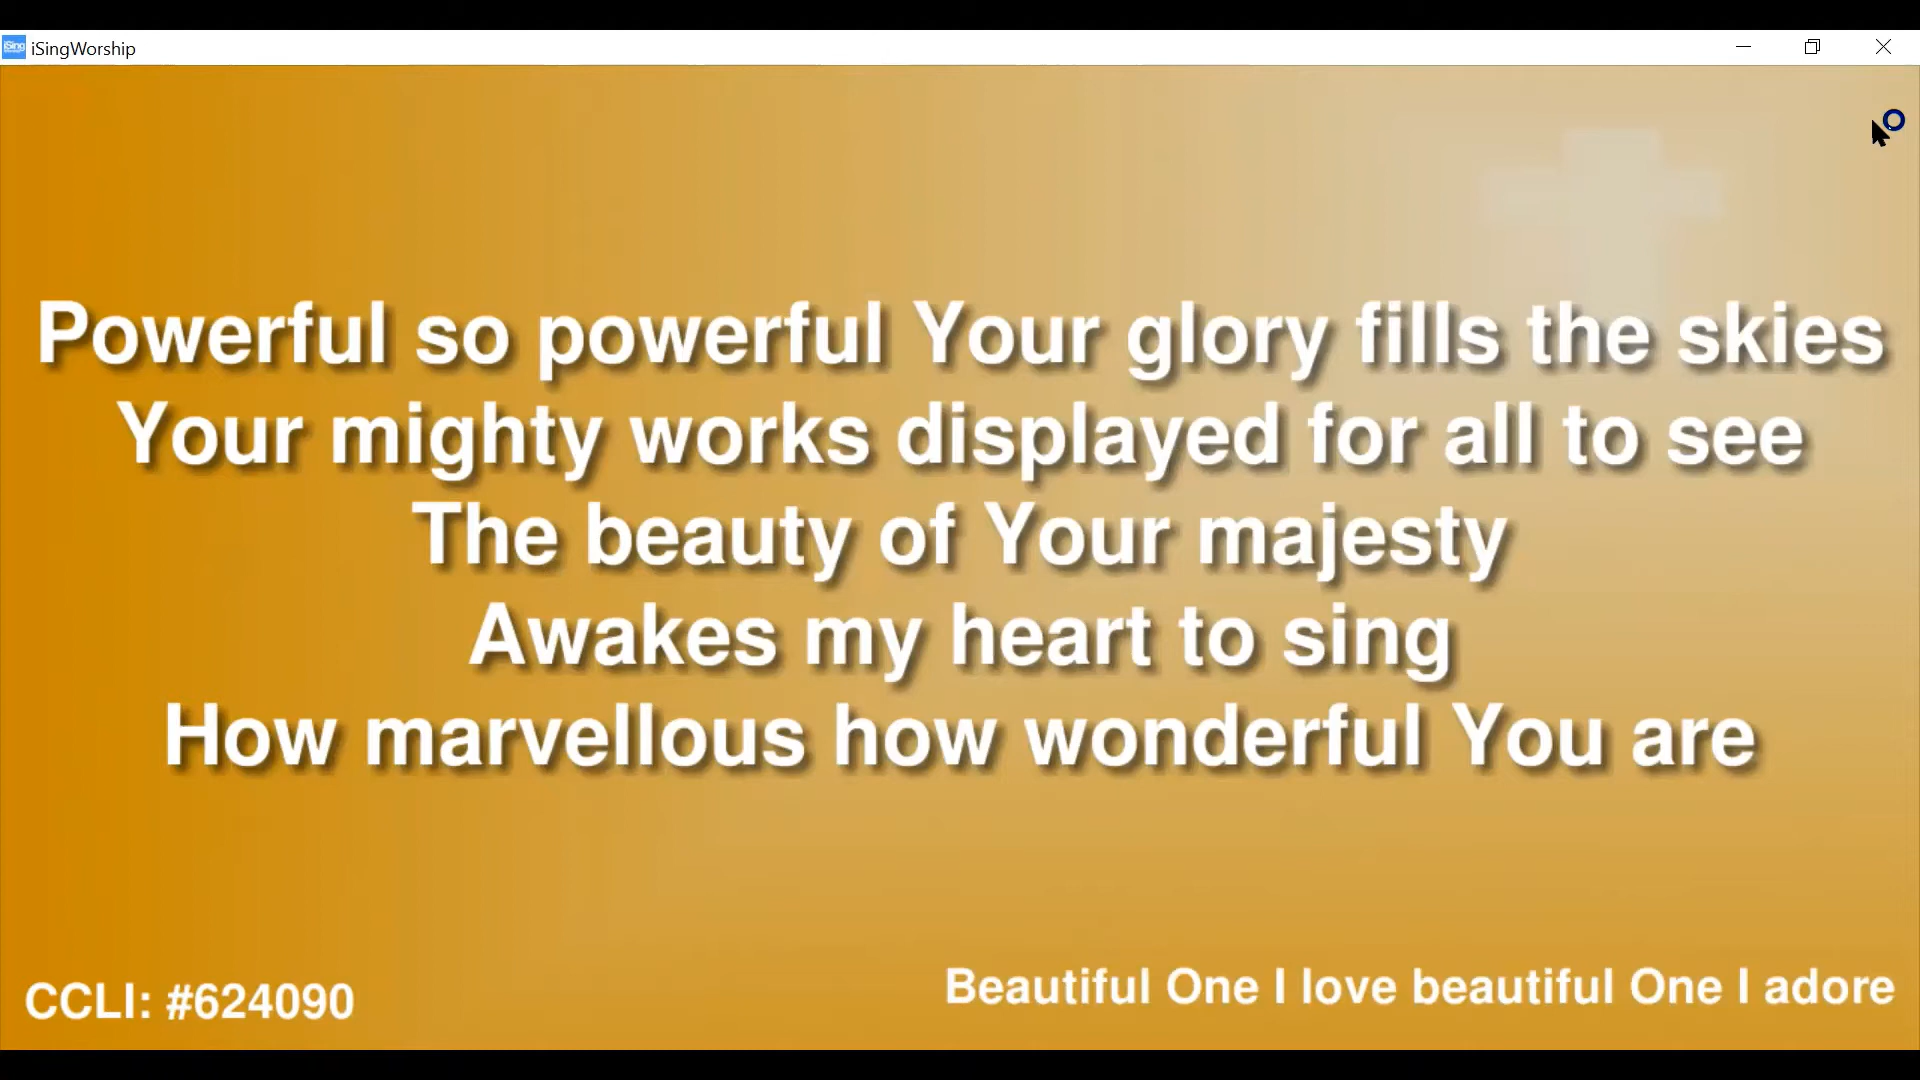 iSingWorship
Powerful so powerful Your glory fills the skies
Your mighty works displayed for all to see
The beauty of Your majesty
Awakes my heart to sing
How marvellous how wonderful You are
CCLI: #624090
Beautiful One I love beautiful One I adore